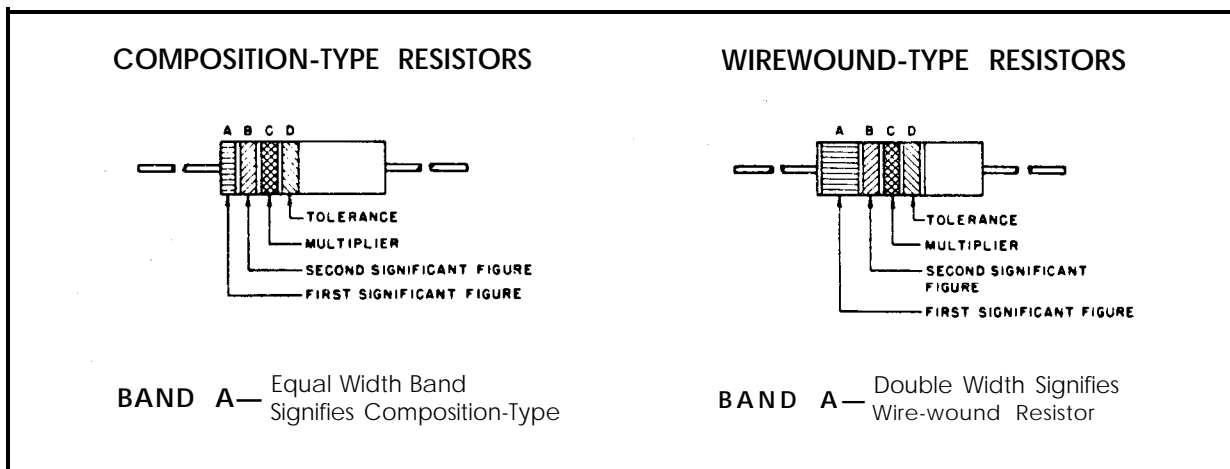 COMPOSITION-TYPE RESISTORS
A B C D
TOLERANCE
MULTIPLIER
SECOND SIGNIFICANT FIGURE
FIRST SIGNIFICANT FIGURE
BAND A— Equal Width Band
Signifies Composition-Type
WIREWOUND-TYPE RESISTORS
A B C D
TOLERANCE
MULTIPLIER
SECOND SIGNIFICANT
FIGURE
FIRST SIGNIFICANT FIGURE
BAND A— Double Width Signifies
Wire-wound Resistor